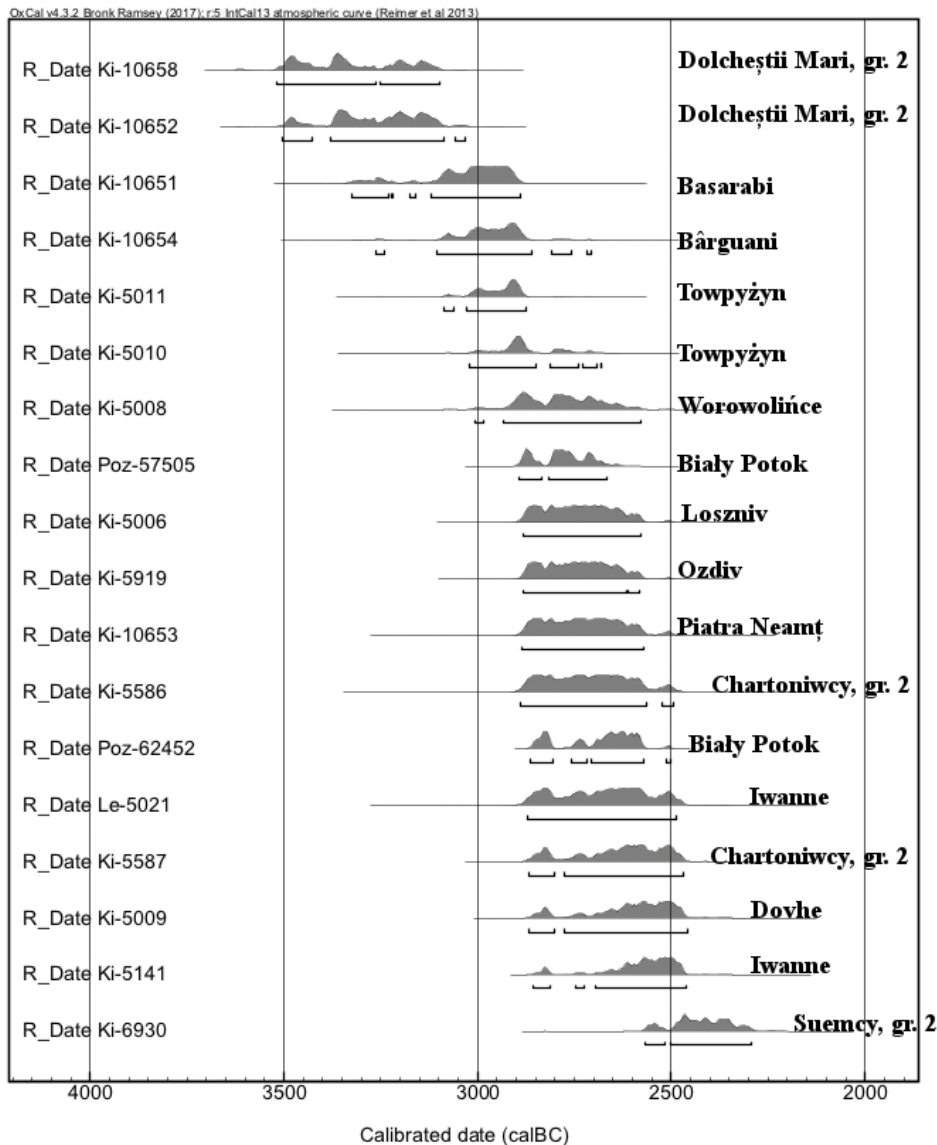 OxCal v4.3.2 Bronk Ramsey (2017); r:5 IntCal13 atmospheric curve (Reimer et al 2013)
R_Date Ki-10658 Dolcheștii Mari, gr. 2
R_Date Ki-10652 Dolcheștii Mari, gr. 2
R_Date Ki-10651 Basarabi
R_Date Ki-10654 Bârguani
R_Date Ki-5011 Towpyżyn
R_Date Ki-5010 Towpyżyn
R_Date Ki-5008 Worowolińce
R_Date Poz-57505 Biały Potok
R_Date Ki-5006 Loszniv
R_Date Ki-5919 Ozdiv
R_Date Ki-10653 Piatra Neamț
R_Date Ki-5586 Chartoniwcy, gr. 2
R_Date Poz-62452 Biały Potok
R_Date Le-5021 Iwanne
R_Date Ki-5587 Chartoniwcy, gr. 2
R_Date Ki-5009 Dovhe
R_Date Ki-5141 Iwanne
R_Date Ki-6930 Suemcy, gr. 2
4000 3500 3000 2500 2000
Calibrated date (calBC)